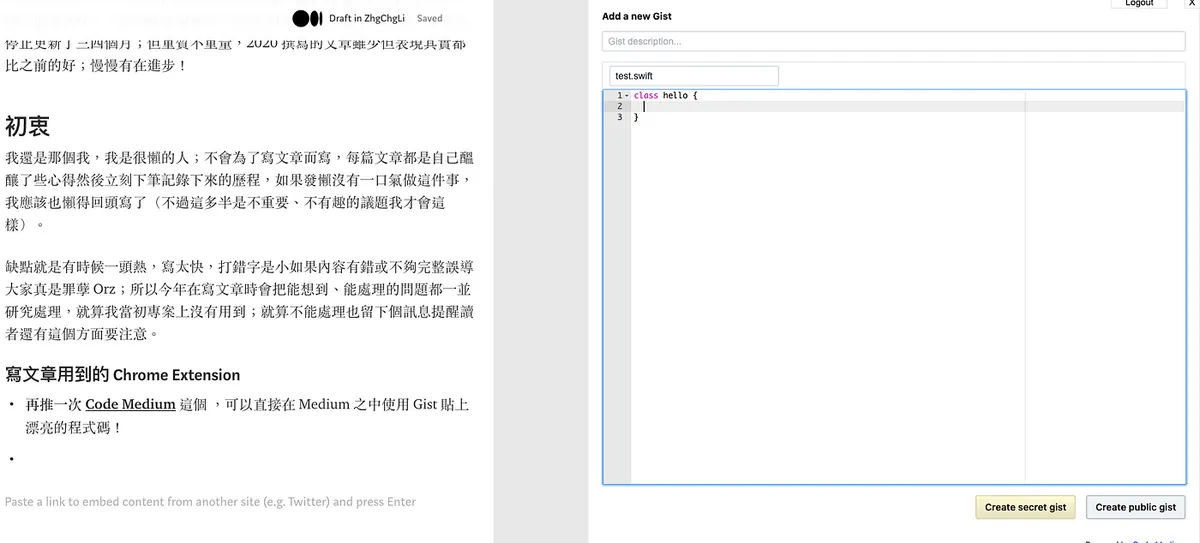 Draft in ZhgChgLi Saved
停止更新了三四個月；但重質不重量，2020 撰寫的文章雖少但表現其實都
比之前的好；慢慢有在進步！
初衷
我還是那個我，我是很懶的人；不會為了寫文章而寫，每篇文章都是自己醞
釀了些心得然後立刻下筆記錄下來的歷程，如果發懶沒有一口氣做這件事，
我應該也懶得回頭寫了（不過這多半是不重要、不有趣的議題我才會這
樣）。
缺點就是有時候一頭熱，寫太快，打錯字是小如果內容有錯或不夠完整誤導
大家真是罪孽 Orz；所以今年在寫文章時會把能想到、能處理的問題都一並
研究處理，就算我當初專案上沒有用到；就算不能處理也留下個訊息提醒讀
者還有這個方面要注意。
寫文章用到的 Chrome Extension
• 再推一次 Code Medium 這個 ，可以直接在 Medium 之中使用 Gist 貼上
漂亮的程式碼！
•
Paste a link to embed content from another site (e.g. Twitter) and press Enter
Logout X
Add a new Gist
Gist description...
test.swift
1 class hello {
2
3 }
Create secret gist Create public gist